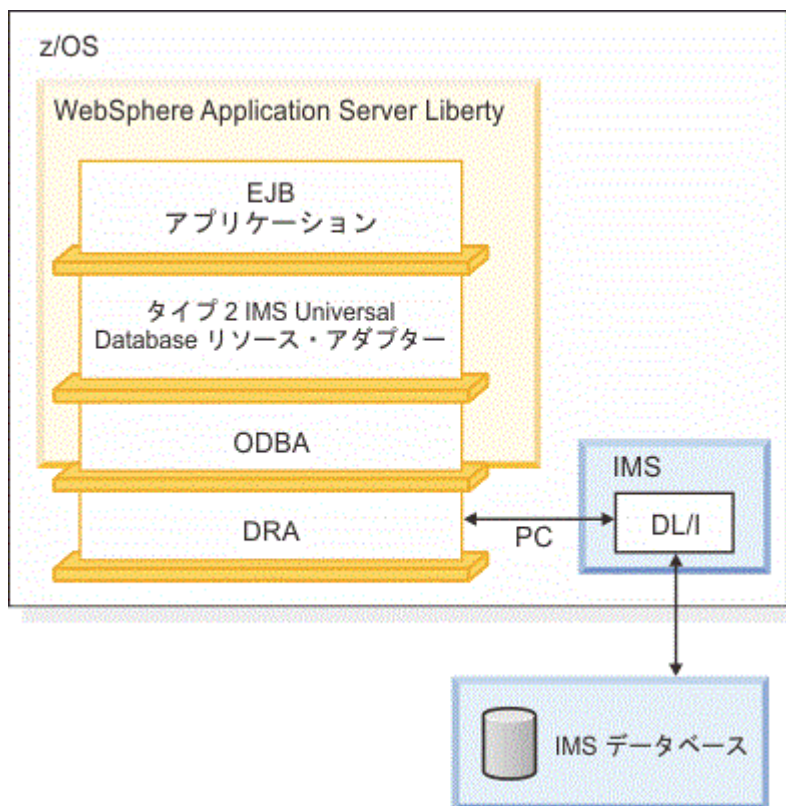 z/OS
WebSphere Application Server Liberty
EJB
アプリケーション
タイプ 2 IMS Universal
Database リソース・アダプター
ODBA
DRA
PC
IMS
DL/I
IMS データベース